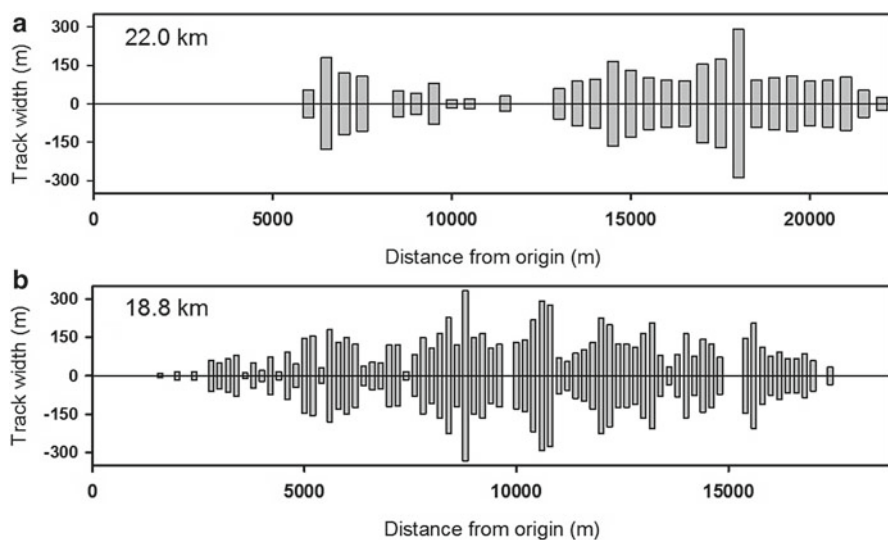 a
22.0 km
Track width (m)
300
150
0
-150
-300
0 5000 10000 15000 20000
Distance from origin (m)
b
18.8 km
Track width (m)
300
150
0
-150
-300
0 5000 10000 15000
Distance from origin (m)